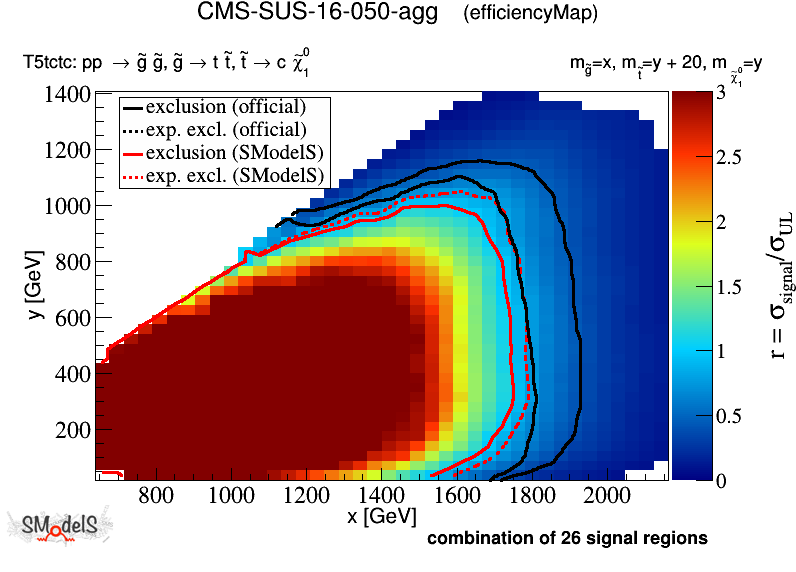 CMS-SUS-16-050-agg (efficiencyMap)
T5tctc: pp → g̃ g̃, g̃ → t t̃, t̃ → c χ̃₁⁰
m_g̃=x, m_t̃=y + 20, m_χ̃₁⁰=y
exclusion (official)
exp. excl. (official)
exclusion (SModelS)
exp. excl. (SModelS)
1400
1200
1000
800
600
400
200
y [GeV]
800 1000 1200 1400 1600 1800 2000
x [GeV]
3
2.5
2
1.5
1
0.5
0
r = σ_signal/σ_UL
SModelS
combination of 26 signal regions